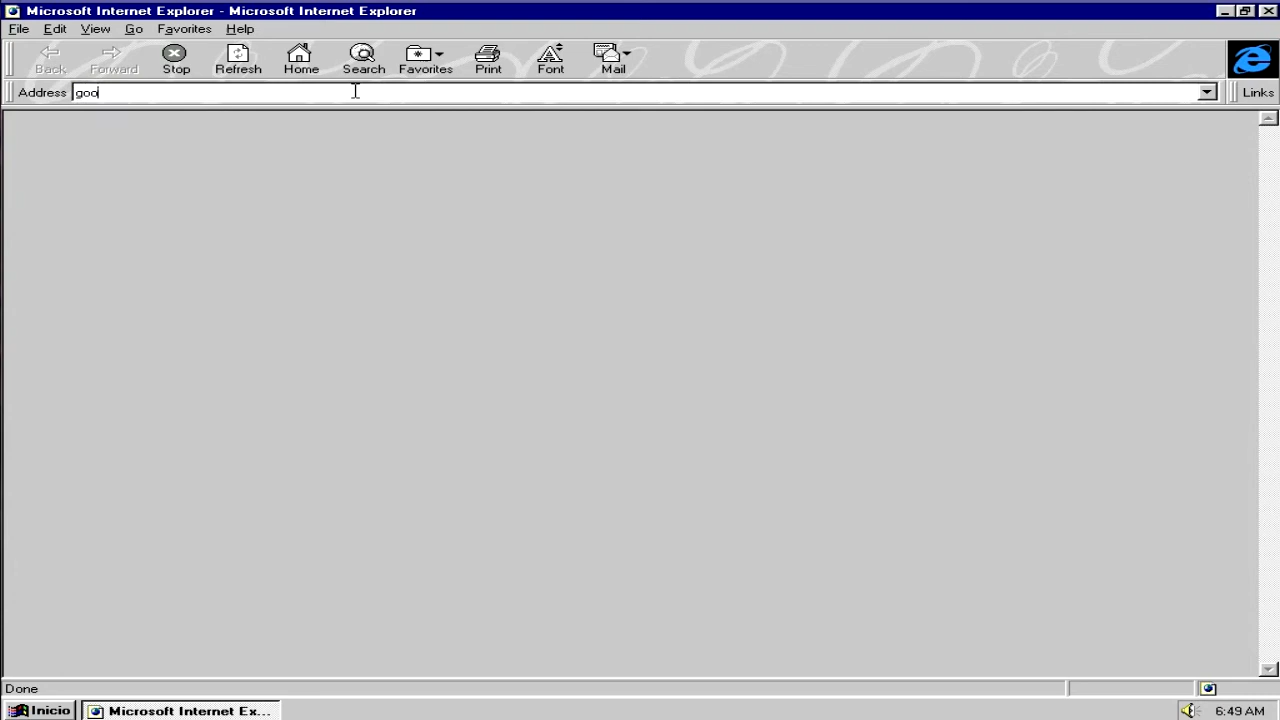 Microsoft Internet Explorer - Microsoft Internet Explorer
File Edit View Go Favorites Help
Back Forward Stop Refresh Home Search Favorites Print Font Mail
Address goo Links
Done
Inicio Microsoft Internet Ex... 6:49 AM